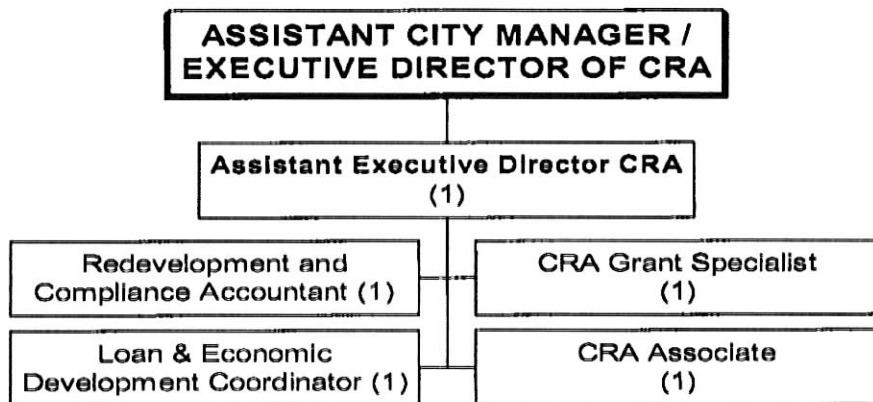 ASSISTANT CITY MANAGER /
EXECUTIVE DIRECTOR OF CRA
Assistant Executive Director CRA
(1)
Redevelopment and
Compliance Accountant (1)
CRA Grant Specialist
(1)
Loan & Economic
Development Coordinator (1)
CRA Associate
(1)